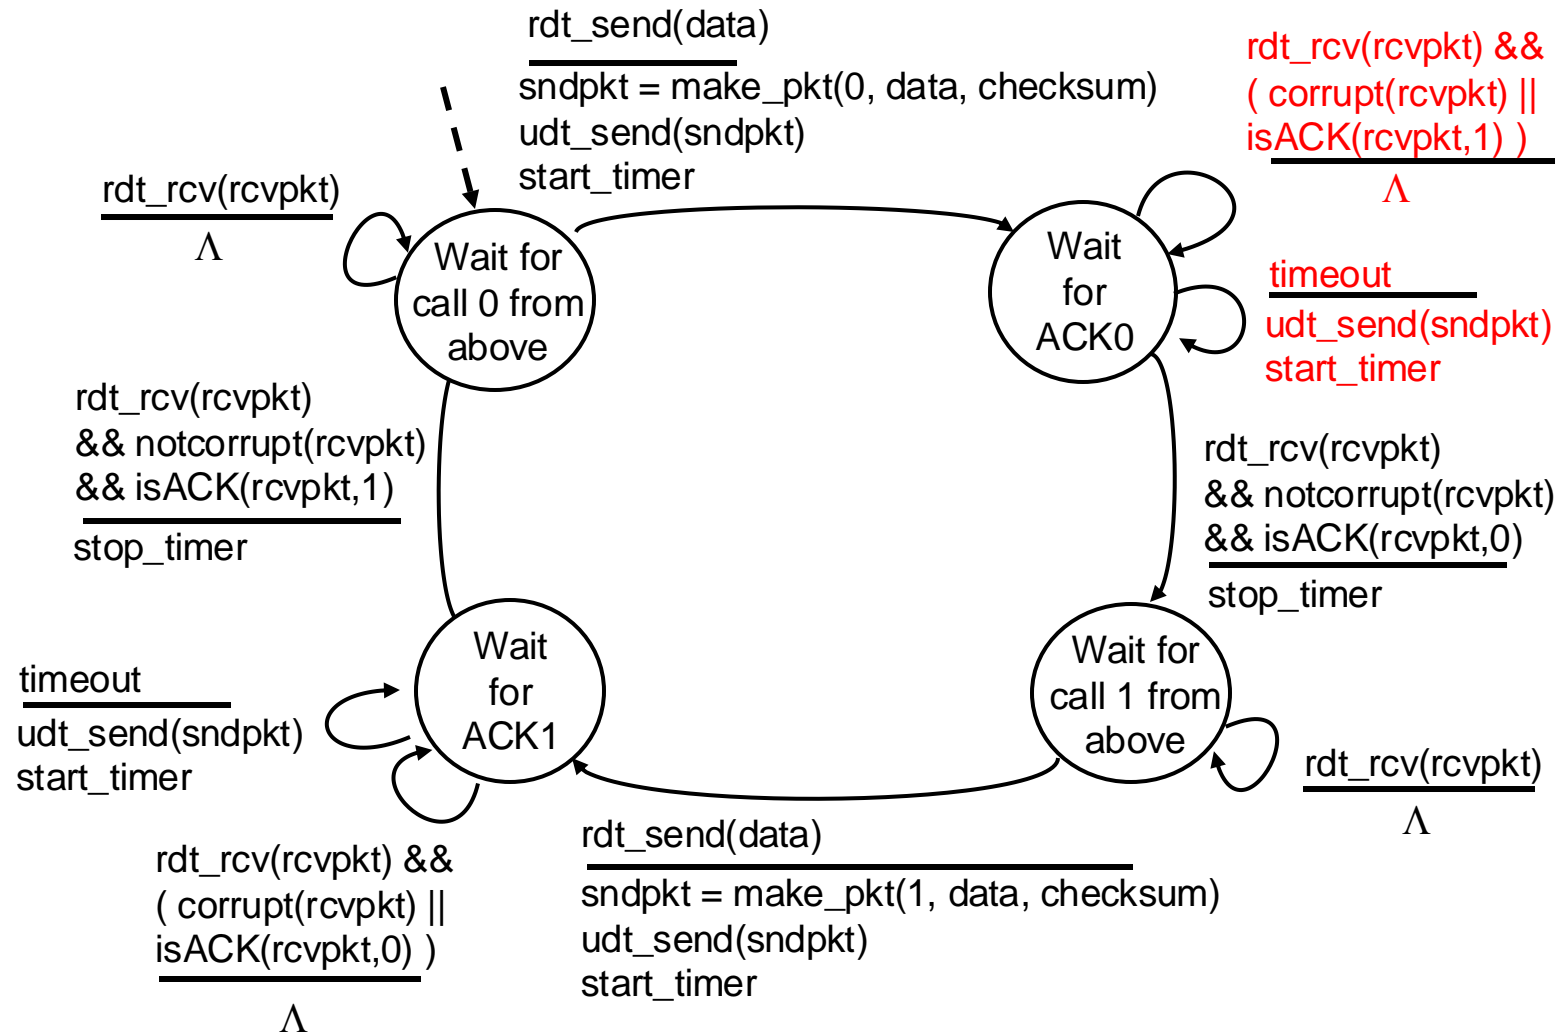 rdt_send(data)
sndpkt = make_pkt(0, data, checksum)
udt_send(sndpkt)
start_timer
rdt_rcv(rcvpkt) &&
( corrupt(rcvpkt) ||
isACK(rcvpkt,1) )
Λ
rdt_rcv(rcvpkt)
Λ
Wait for
call 0 from
above
Wait
for
ACK0
timeout
udt_send(sndpkt)
start_timer
rdt_rcv(rcvpkt)
&& notcorrupt(rcvpkt)
&& isACK(rcvpkt,1)
stop_timer
rdt_rcv(rcvpkt)
&& notcorrupt(rcvpkt)
&& isACK(rcvpkt,0)
stop_timer
timeout
udt_send(sndpkt)
start_timer
Wait
for
ACK1
Wait for
call 1 from
above
rdt_rcv(rcvpkt)
Λ
rdt_rcv(rcvpkt) &&
( corrupt(rcvpkt) ||
isACK(rcvpkt,0) )
Λ
rdt_send(data)
sndpkt = make_pkt(1, data, checksum)
udt_send(sndpkt)
start_timer